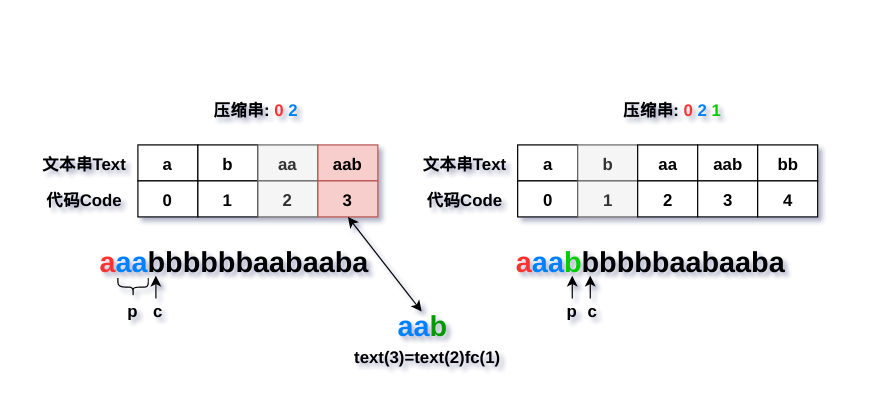 压缩串: 0 2
文本串Text a b aa aab
代码Code 0 1 2 3
aaabbbbbbbaabaaba
p c
aab
text(3)=text(2)fc(1)
压缩串: 0 2 1
文本串Text a b aa aab bb
代码Code 0 1 2 3 4
aaabbbbbbbaabaaba
p c